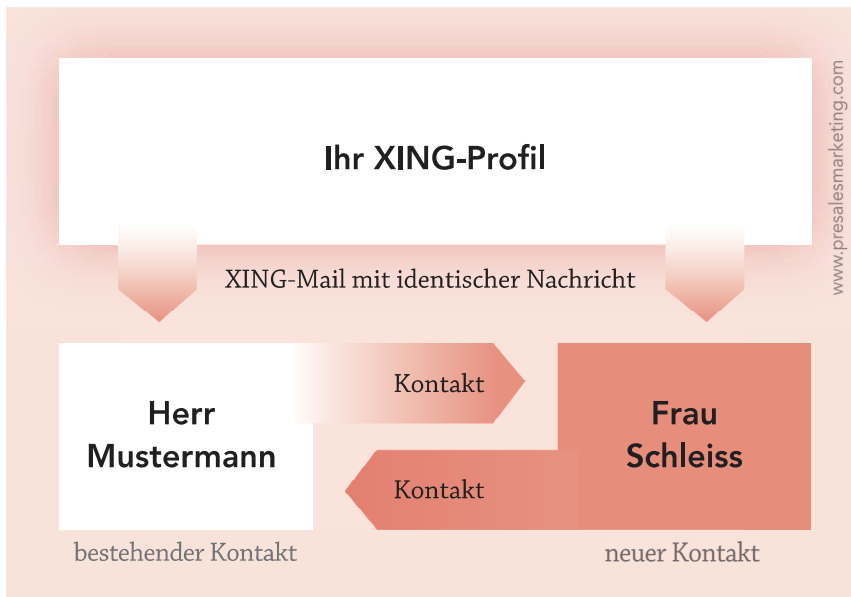 Ihr XING-Profil
www.presalesmarketing.com
XING-Mail mit identischer Nachricht
Herr
Mustermann
Kontakt
Kontakt
Frau
Schleiss
bestehender Kontakt
neuer Kontakt